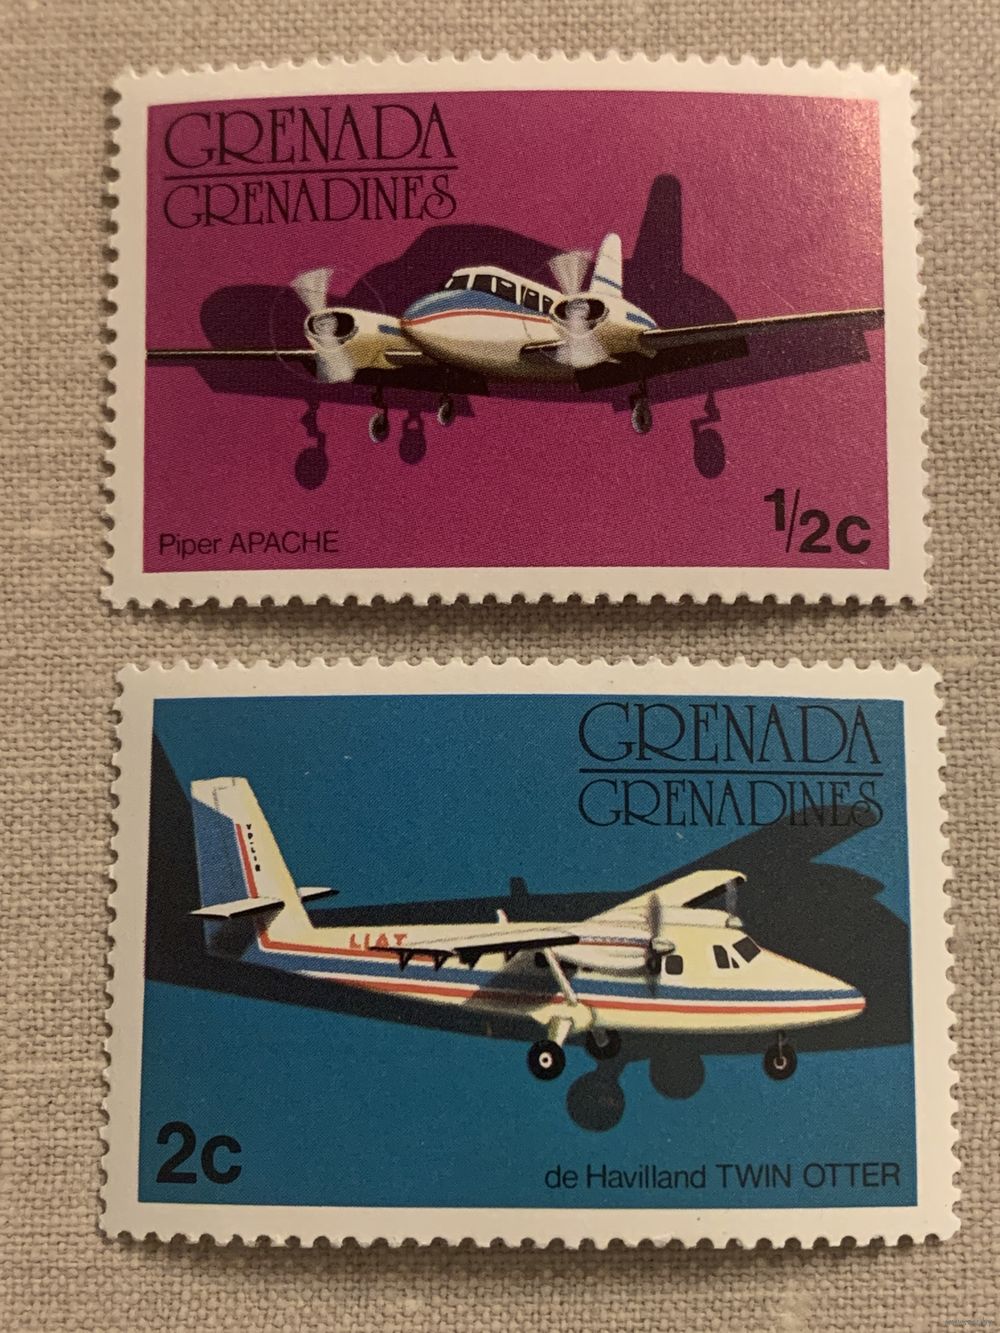 GRENADA
GRENADINES
Piper APACHE
1/2c
GRENADA
GRENADINES
LIAT
2c
de Havilland TWIN OTTER